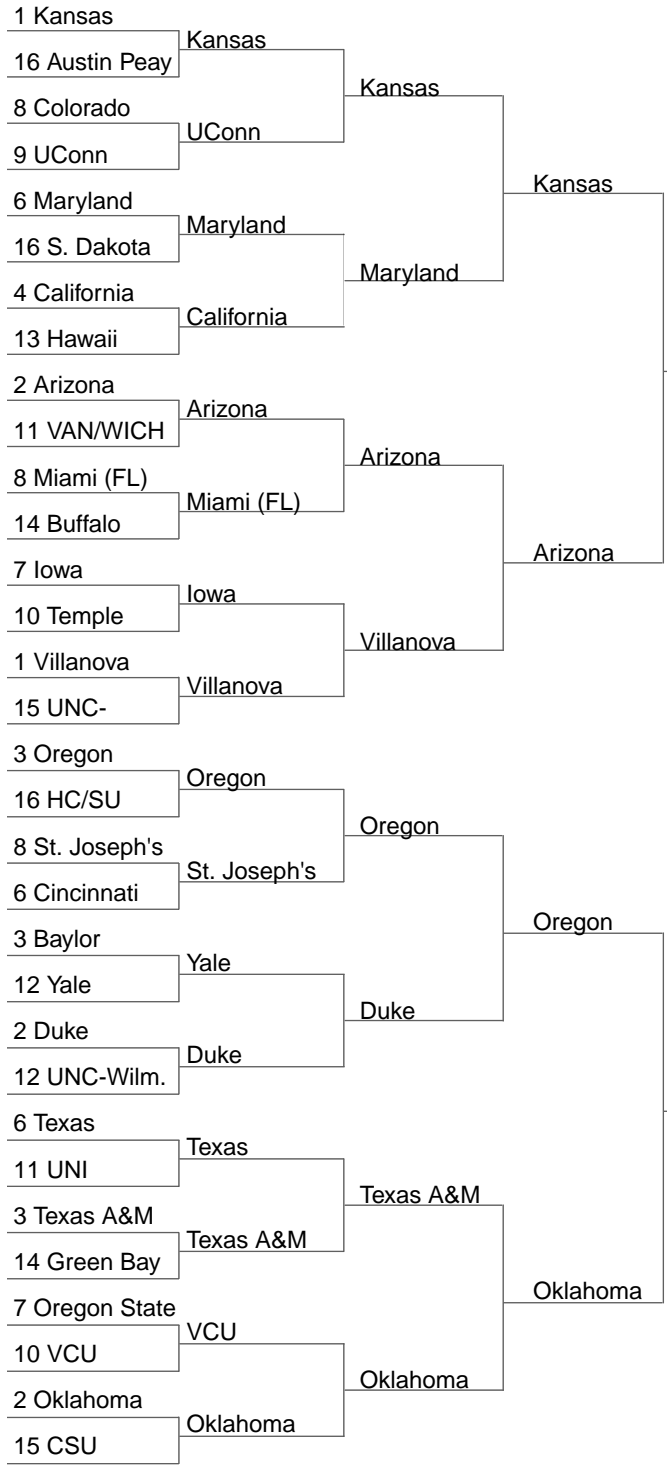 1 Kansas
16 Austin Peay
8 Colorado
9 UConn
6 Maryland
16 S. Dakota
4 California
13 Hawaii
2 Arizona
11 VAN/WICH
8 Miami (FL)
14 Buffalo
7 Iowa
10 Temple
1 Villanova
15 UNC-
3 Oregon
16 HC/SU
8 St. Joseph's
6 Cincinnati
3 Baylor
12 Yale
2 Duke
12 UNC-Wilm.
6 Texas
11 UNI
3 Texas A&M
14 Green Bay
7 Oregon State
10 VCU
2 Oklahoma
15 CSU
Kansas
UConn
Maryland
California
Arizona
Miami (FL)
Iowa
Villanova
Oregon
St. Joseph's
Yale
Duke
Texas
Texas A&M
VCU
Oklahoma
Kansas
Maryland
Arizona
Villanova
Oregon
Duke
Texas A&M
Oklahoma
Kansas
Arizona
Oregon
Oklahoma